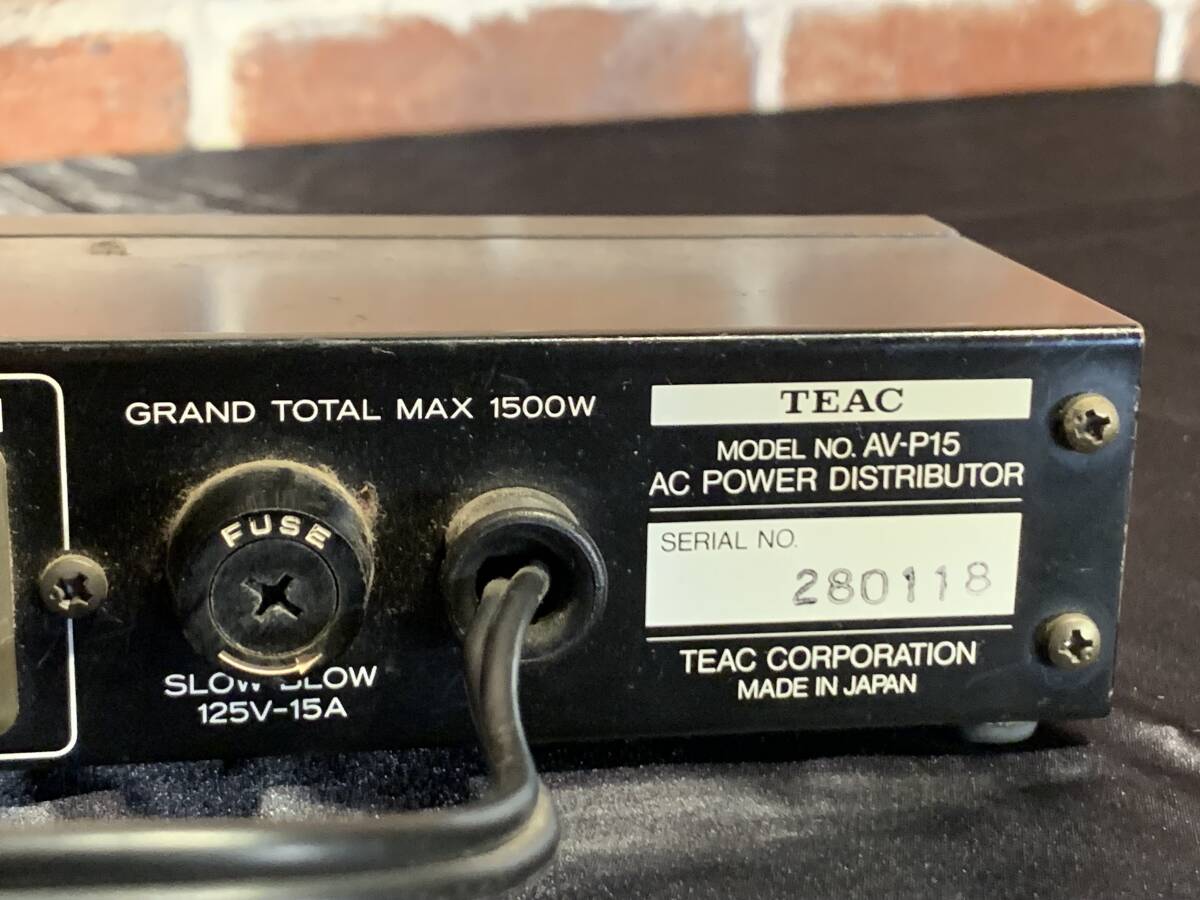 GRAND TOTAL MAX 1500W
FUSE
SLOW BLOW
125V-15A
TEAC
MODEL NO. AV-P15
AC POWER DISTRIBUTOR
SERIAL NO.
280118
TEAC CORPORATION
MADE IN JAPAN